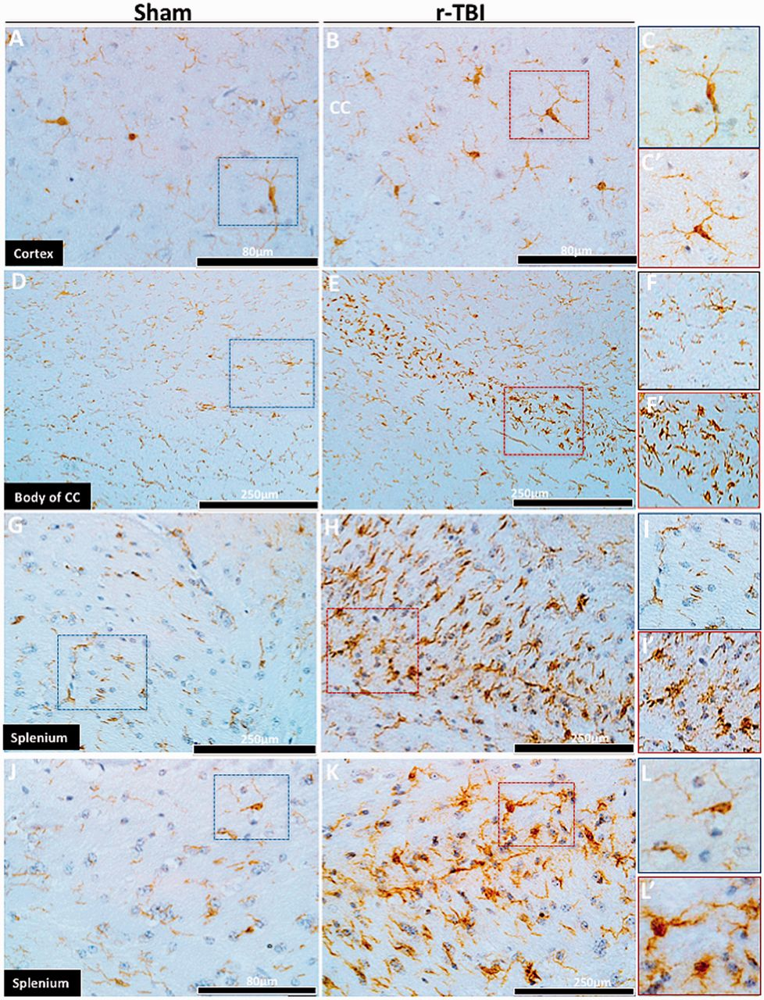 Sham r-TBI
A B C
CC
C′
Cortex 80µm 80µm
D E F
F′
Body of CC 250µm 250µm
G H I
I′
Splenium 250µm 250µm
J K L
L′
Splenium 80µm 250µm